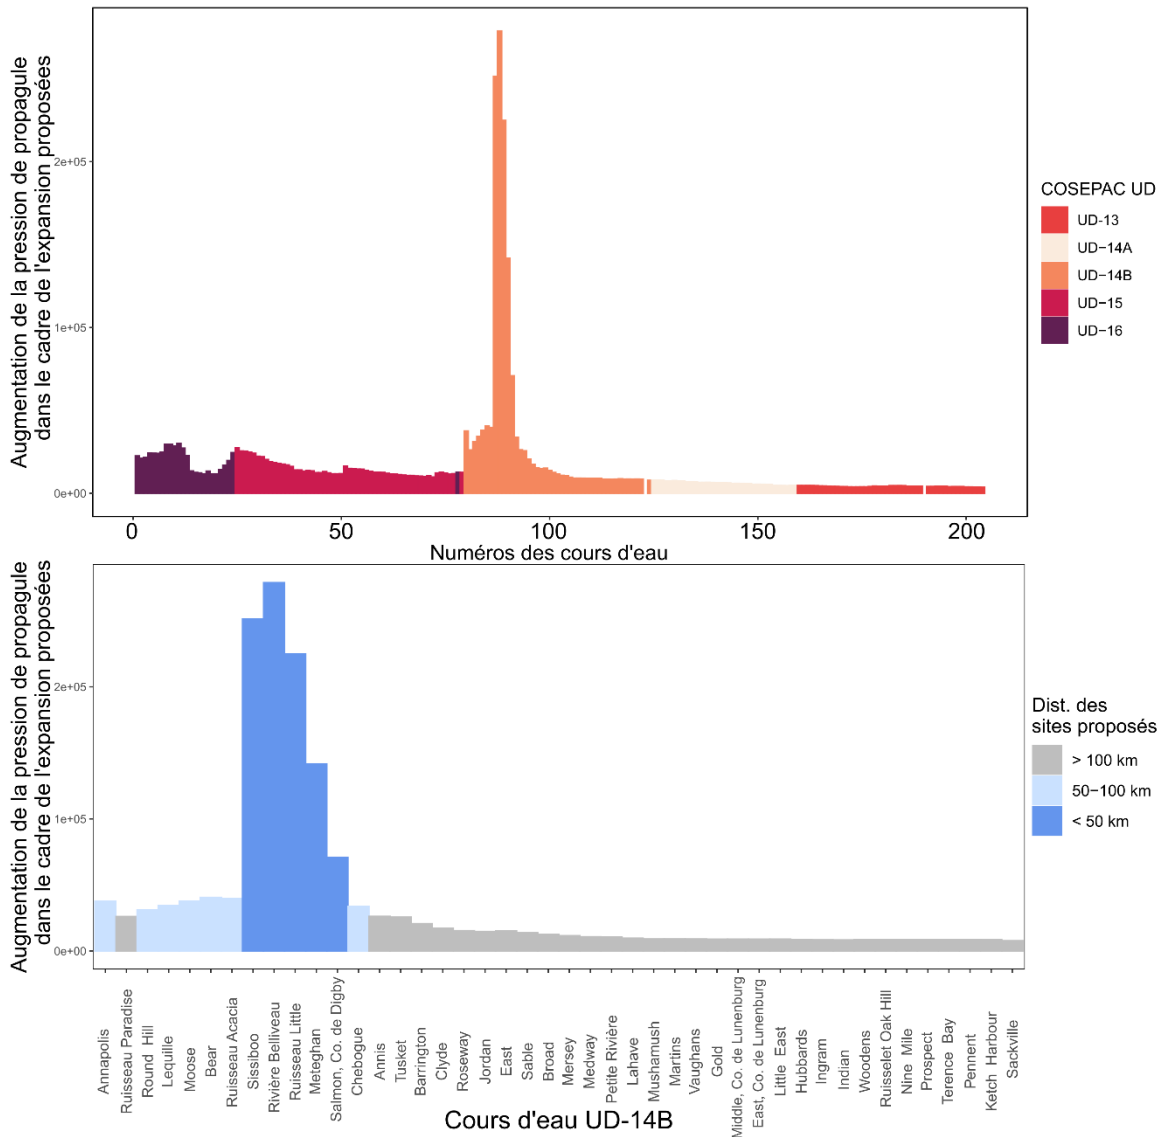 Augmentation de la pression de propagule
dans le cadre de l'expansion proposées
2e+05
1e+05
0e+00
0
50
100
150
200
Numéros des cours d'eau
COSEPAC UD
UD-13
UD-14A
UD-14B
UD-15
UD-16
Augmentation de la pression de propagule
dans le cadre de l'expansion proposées
2e+05
1e+05
0e+00
Annapolis
Ruisseau Paradise
Round Hill
Lequille
Moose
Bear
Ruisseau Acacia
Sissiboo
Rivière Belliveau
Ruisseau Little
Meteghan
Salmon, Co. de Digby
Chebogue
Annis
Tusket
Barrington
Clyde
Roseway
Jordan
East
Sable
Broad
Mersey
Medway
Petite Rivière
Lahave
Mushamush
Martins
Vaughans
Gold
Middle, Co. de Lunenburg
East, Co. de Lunenburg
Little East
Hubbards
Ingram
Indian
Woodens
Ruisselet Oak Hill
Nine Mile
Prospect
Terence Bay
Pennent
Ketch Harbour
Sackville
Cours d'eau UD-14B
Dist. des
sites proposés
> 100 km
50−100 km
< 50 km